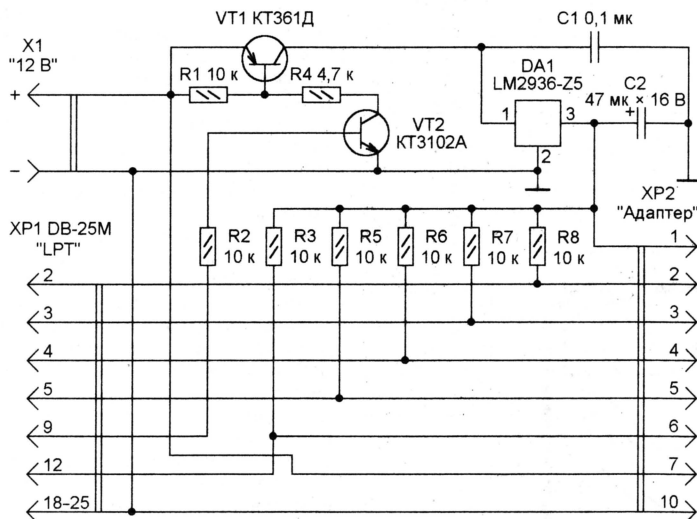 VT1 КТ361Д
C1 0,1 мк
X1
"12 В"
R1 10 к
R4 4,7 к
DA1
LM2936-Z5
C2
47 мк × 16 В
+
+
1
3
2
VT2
КТ3102А
–
XP2
"Адаптер"
XP1 DB-25M
"LPT"
R2
10 к
R3
10 к
R5
10 к
R6
10 к
R7
10 к
R8
10 к
1
2
2
3
3
4
4
5
5
9
6
12
7
18–25
10